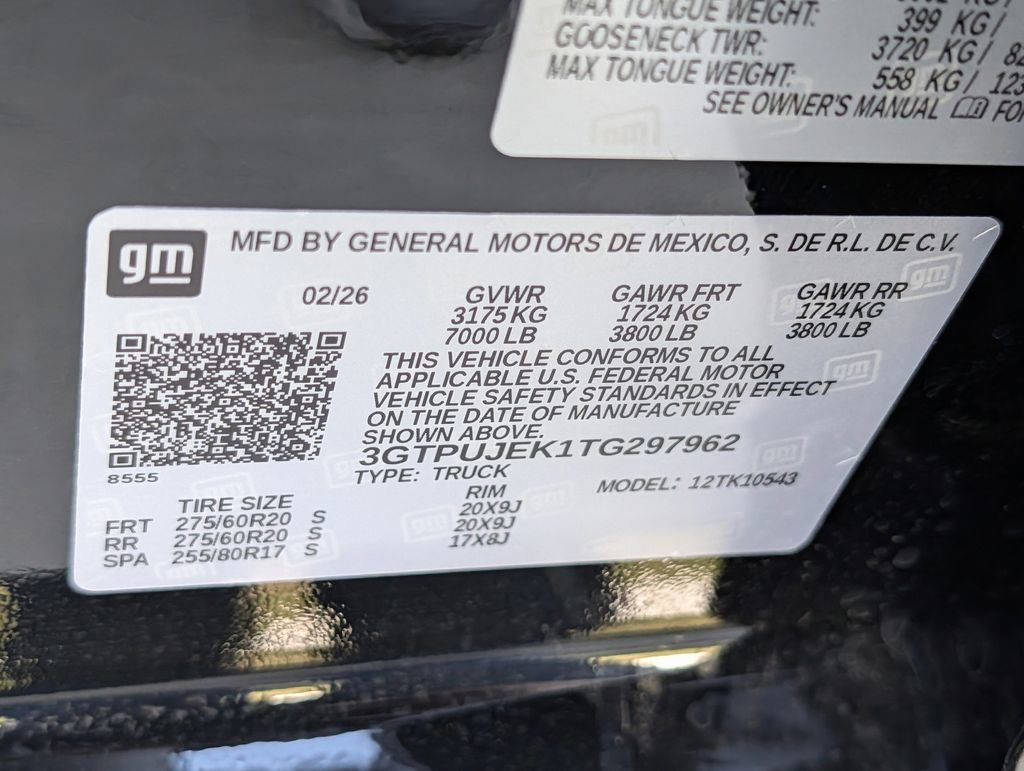 MAX TONGUE WEIGHT: 399 KG/
GOOSENECK TWR: 3720 KG/ 82
MAX TONGUE WEIGHT: 558 KG/ 123
SEE OWNER'S MANUAL FOR
gm
MFD BY GENERAL MOTORS DE MEXICO, S. DE R.L. DE C.V.
02/26 GVWR GAWR FRT GAWR RR
3175 KG 1724 KG 1724 KG
7000 LB 3800 LB 3800 LB
THIS VEHICLE CONFORMS TO ALL
APPLICABLE U.S. FEDERAL MOTOR
VEHICLE SAFETY STANDARDS IN EFFECT
ON THE DATE OF MANUFACTURE
SHOWN ABOVE.
3GTPUJEK1TG297962
TYPE: TRUCK MODEL: 12TK10543
8555
TIRE SIZE RIM
FRT 275/60R20 S 20X9J
RR 275/60R20 S 20X9J
SPA 255/80R17 S 17X8J